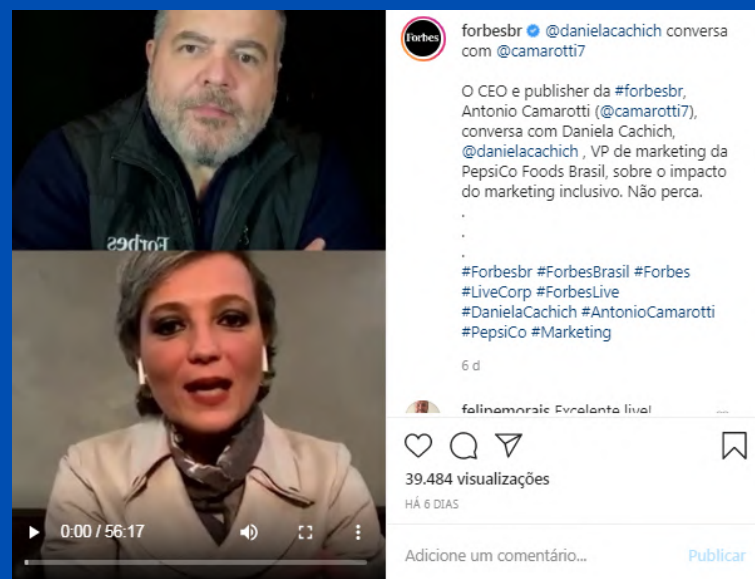 Forbes
forbesbr @danielacachich conversa
com @camarotti7
O CEO e publisher da #forbesbr,
Antonio Camarotti (@camarotti7),
conversa com Daniela Cachich,
@danielacachich , VP de marketing da
PepsiCo Foods Brasil, sobre o impacto
do marketing inclusivo. Não perca.
.
.
.
#Forbesbr #ForbesBrasil #Forbes
#LiveCorp #ForbesLive
#DanielaCachich #AntonioCamarotti
#PepsiCo #Marketing
6 d
felipemorais Excelente live!
39.484 visualizações
HÁ 6 DIAS
Adicione um comentário... Publicar
Forbes
0:00 / 56:17